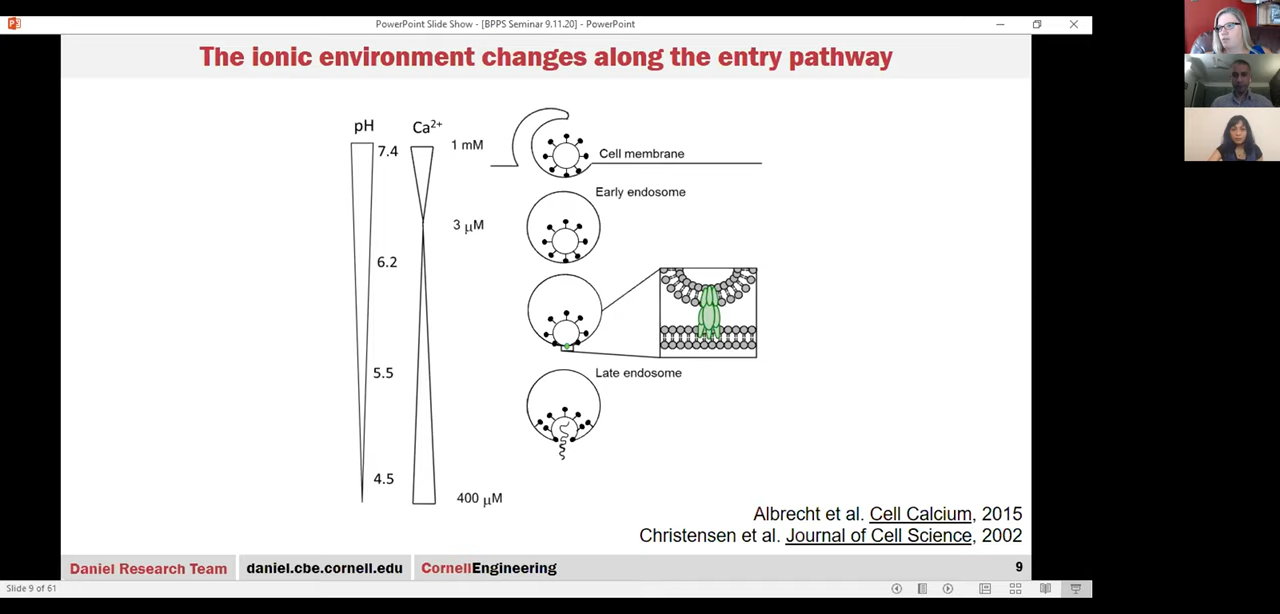 PowerPoint Slide Show - [BPPS Seminar 9.11.20] - PowerPoint
The ionic environment changes along the entry pathway
pH
Ca2+
7.4
1 mM
Cell membrane
Early endosome
3 μM
6.2
5.5
Late endosome
4.5
400 μM
Albrecht et al. Cell Calcium, 2015
Christensen et al. Journal of Cell Science, 2002
Daniel Research Team
daniel.cbe.cornell.edu
CornellEngineering
9
Slide 9 of 61